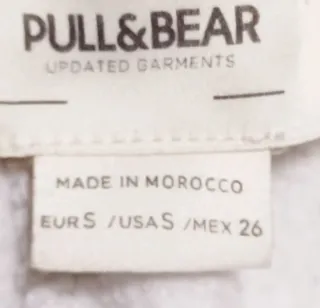 PULL&BEAR
UPDATED GARMENTS
MADE IN MOROCCO
EUR S /USA S /MEX 26